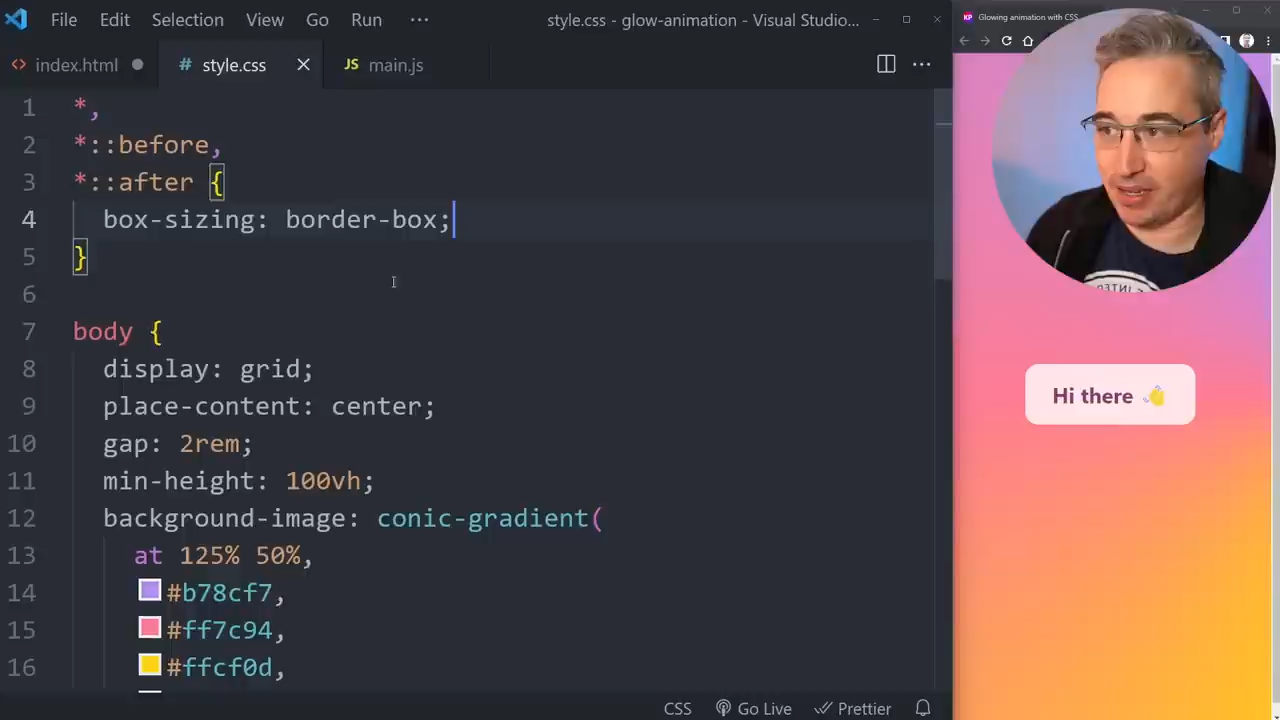 File Edit Selection View Go Run ··· style.css - glow-animation - Visual Studio...
KP Glowing animation with CSS
<> index.html ● # style.css × JS main.js ···
1 *,
2 *::before,
3 *::after {
4 box-sizing: border-box;
5 }
6
7 body {
8 display: grid;
9 place-content: center;
10 gap: 2rem;
11 min-height: 100vh;
12 background-image: conic-gradient(
13 at 125% 50%,
14 #b78cf7,
15 #ff7c94,
16 #ffcf0d,
Hi there 👋
CSS Go Live Prettier